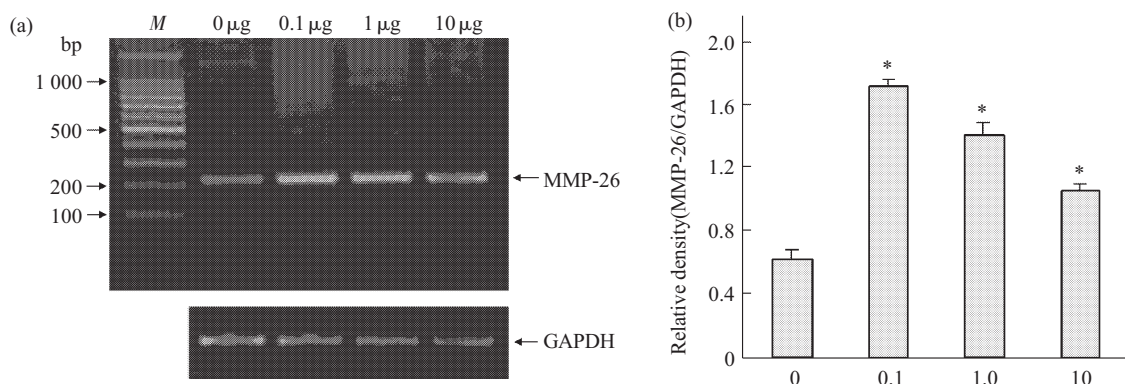 (a)
M 0 μg 0.1 μg 1 μg 10 μg
bp
1 000
500
200
100
MMP-26
GAPDH
(b)
Relative density(MMP-26/GAPDH)
2.0
1.6
1.2
0.8
0.4
0
* * *
0 0.1 1.0 10